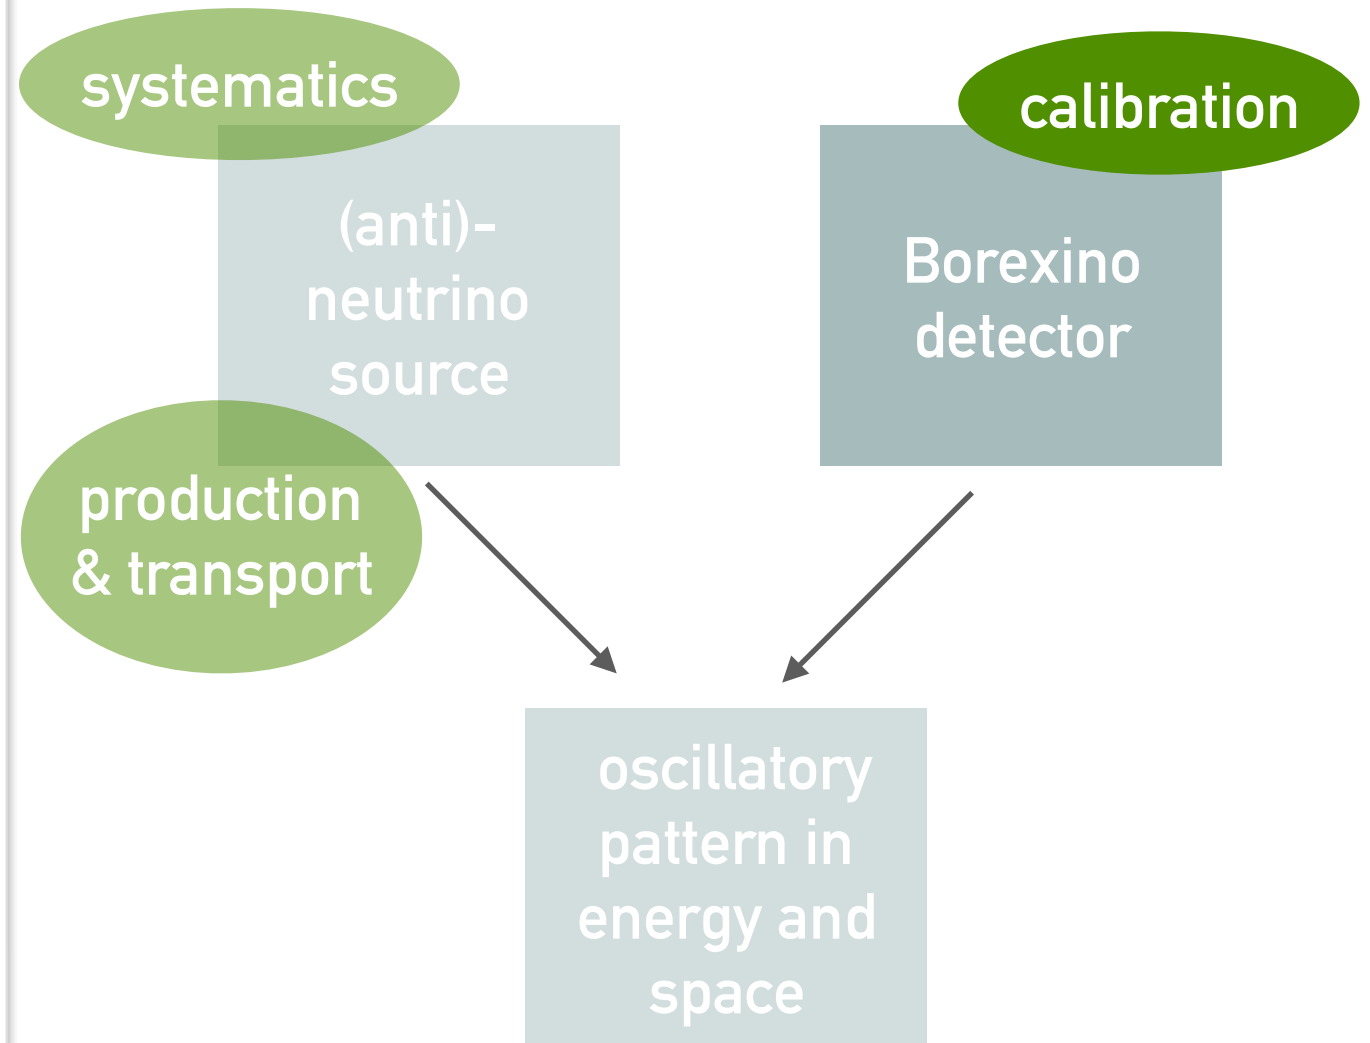 systematics
calibration
(anti)-
neutrino
source
Borexino
detector
production
& transport
oscillatory
pattern in
energy and
space